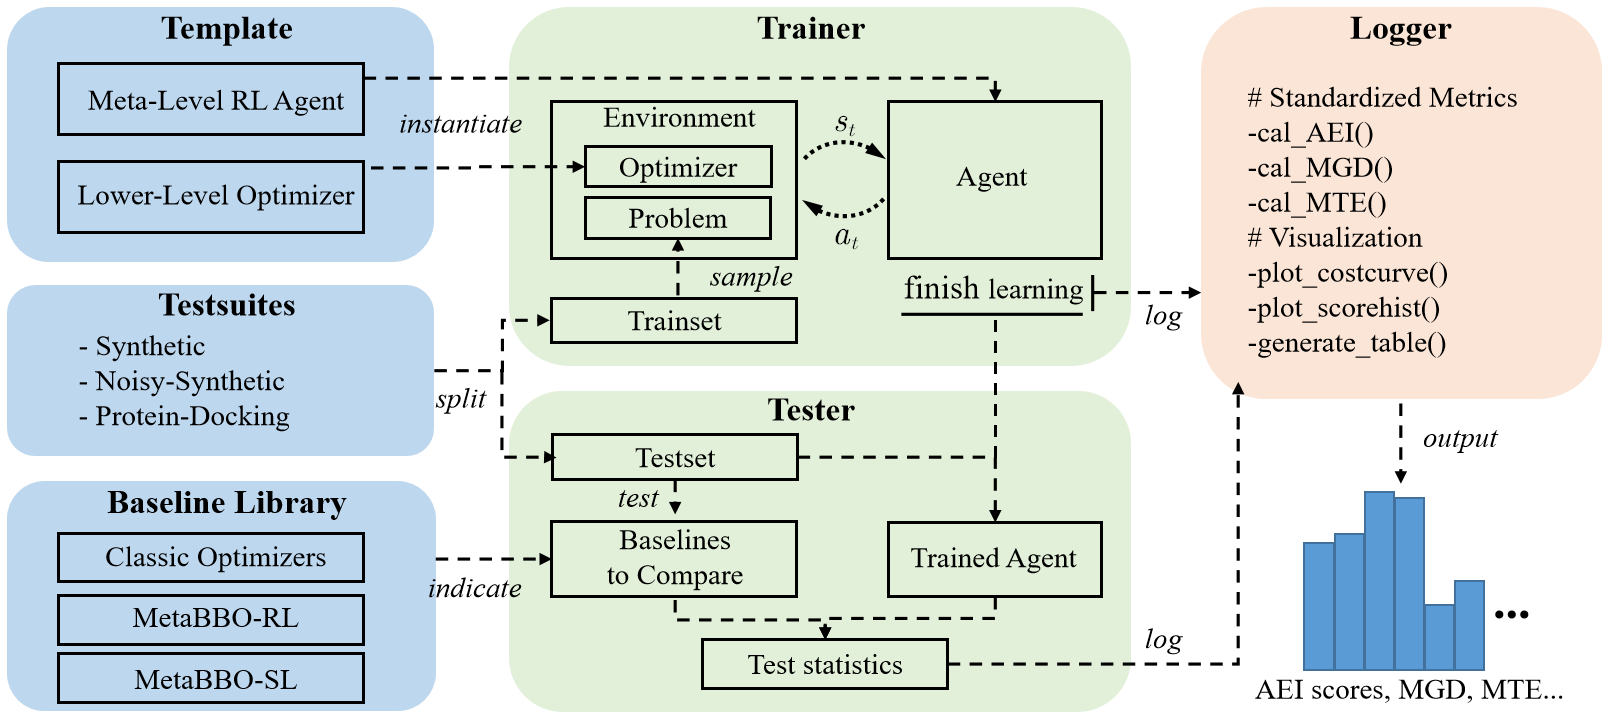 Template
Meta-Level RL Agent
Lower-Level Optimizer
instantiate
Testsuites
- Synthetic
- Noisy-Synthetic
- Protein-Docking
split
Baseline Library
Classic Optimizers
MetaBBO-RL
MetaBBO-SL
indicate
Trainer
Environment
Optimizer
Problem
sample
Trainset
s_t
a_t
Agent
finish learning
log
Tester
Testset
test
Baselines
to Compare
Trained Agent
Test statistics
log
Logger
# Standardized Metrics
-cal_AEI()
-cal_MGD()
-cal_MTE()
# Visualization
-plot_costcurve()
-plot_scorehist()
-generate_table()
output
...
AEI scores, MGD, MTE...